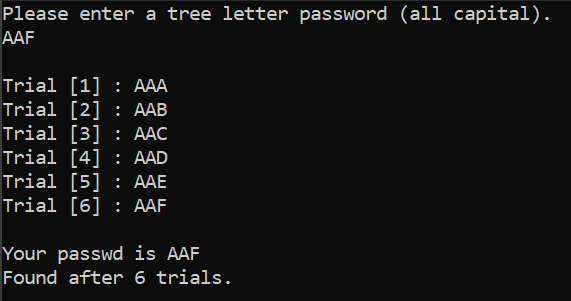 Please enter a tree letter password (all capital).
AAF
Trial [1] : AAA
Trial [2] : AAB
Trial [3] : AAC
Trial [4] : AAD
Trial [5] : AAE
Trial [6] : AAF
Your passwd is AAF
Found after 6 trials.